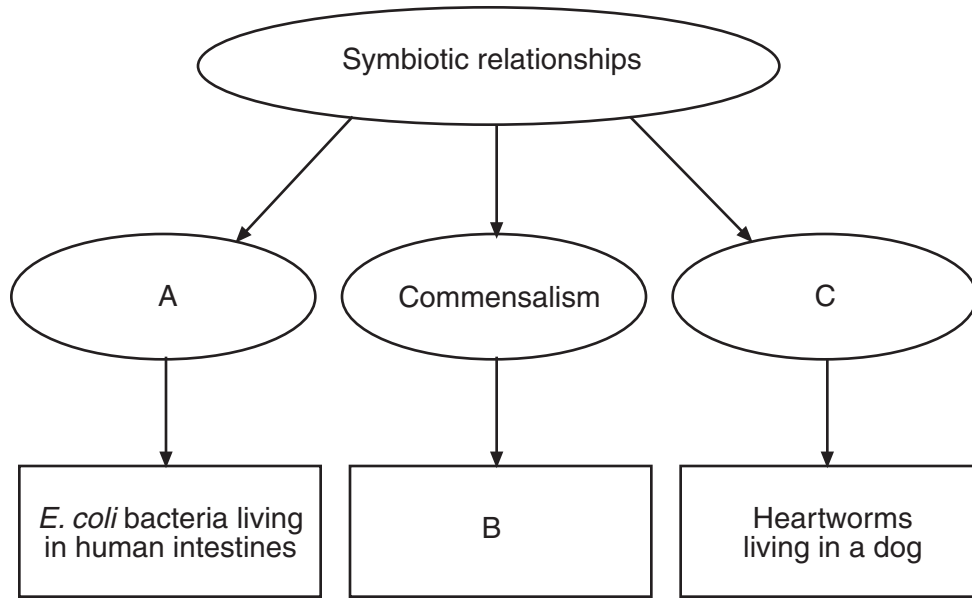 Symbiotic relationships
A
Commensalism
C
E. coli bacteria living
in human intestines
B
Heartworms
living in a dog